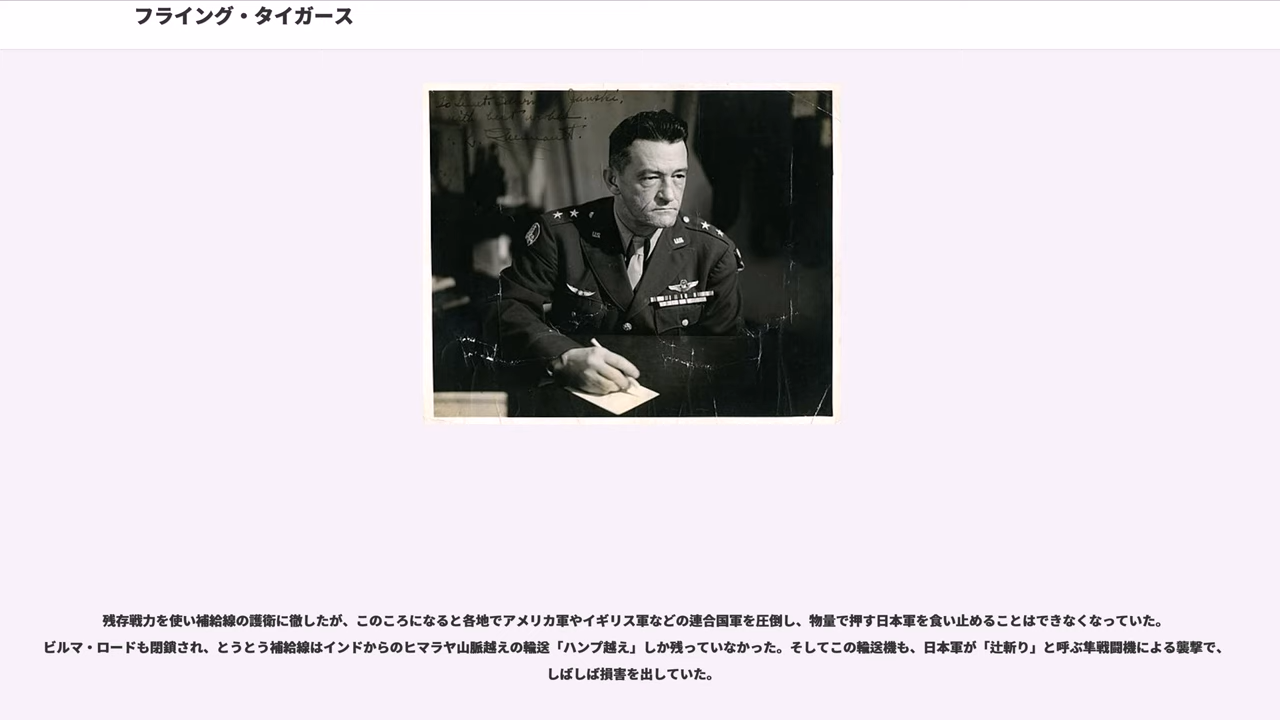 フライング・タイガース
残存戦力を使い補給線の護衛に徹したが、このころになると各地でアメリカ軍やイギリス軍などの連合国軍を圧倒し、物量で押す日本軍を食い止めることはできなくなっていた。
ビルマ・ロードも閉鎖され、とうとう補給線はインドからのヒマラヤ山脈越えの輸送「ハンプ越え」しか残っていなかった。そしてこの輸送機も、日本軍が「辻斬り」と呼ぶ隼戦闘機による襲撃で、
しばしば損害を出していた。